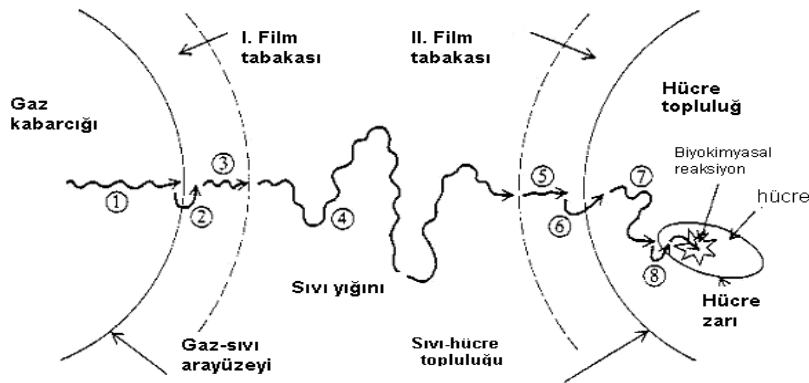 I. Film
tabakası
II. Film
tabakası
Gaz
kabarcığı
Hücre
topluluğ
Biyokimyasal
reaksiyon
hücre
1
2
3
4
5
6
7
8
Sıvı yığını
Hücre
zarı
Gaz-sıvı
arayüzeyi
Sıvı-hücre
topluluğu